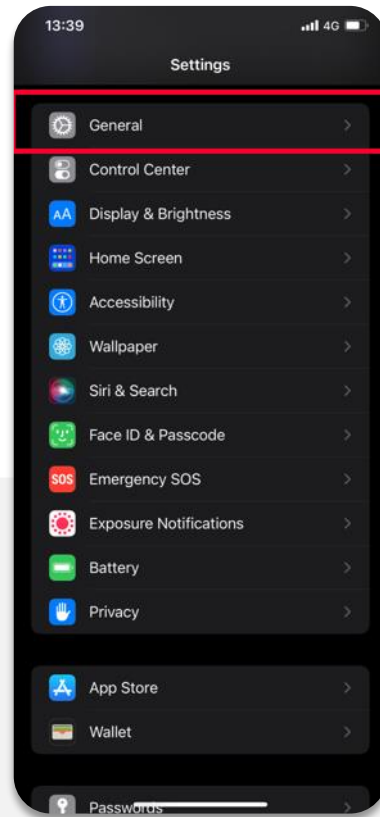 13:39
4G
Settings
General
Control Center
AA Display & Brightness
Home Screen
Accessibility
Wallpaper
Siri & Search
Face ID & Passcode
SOS Emergency SOS
Exposure Notifications
Battery
Privacy
App Store
Wallet
Passwords